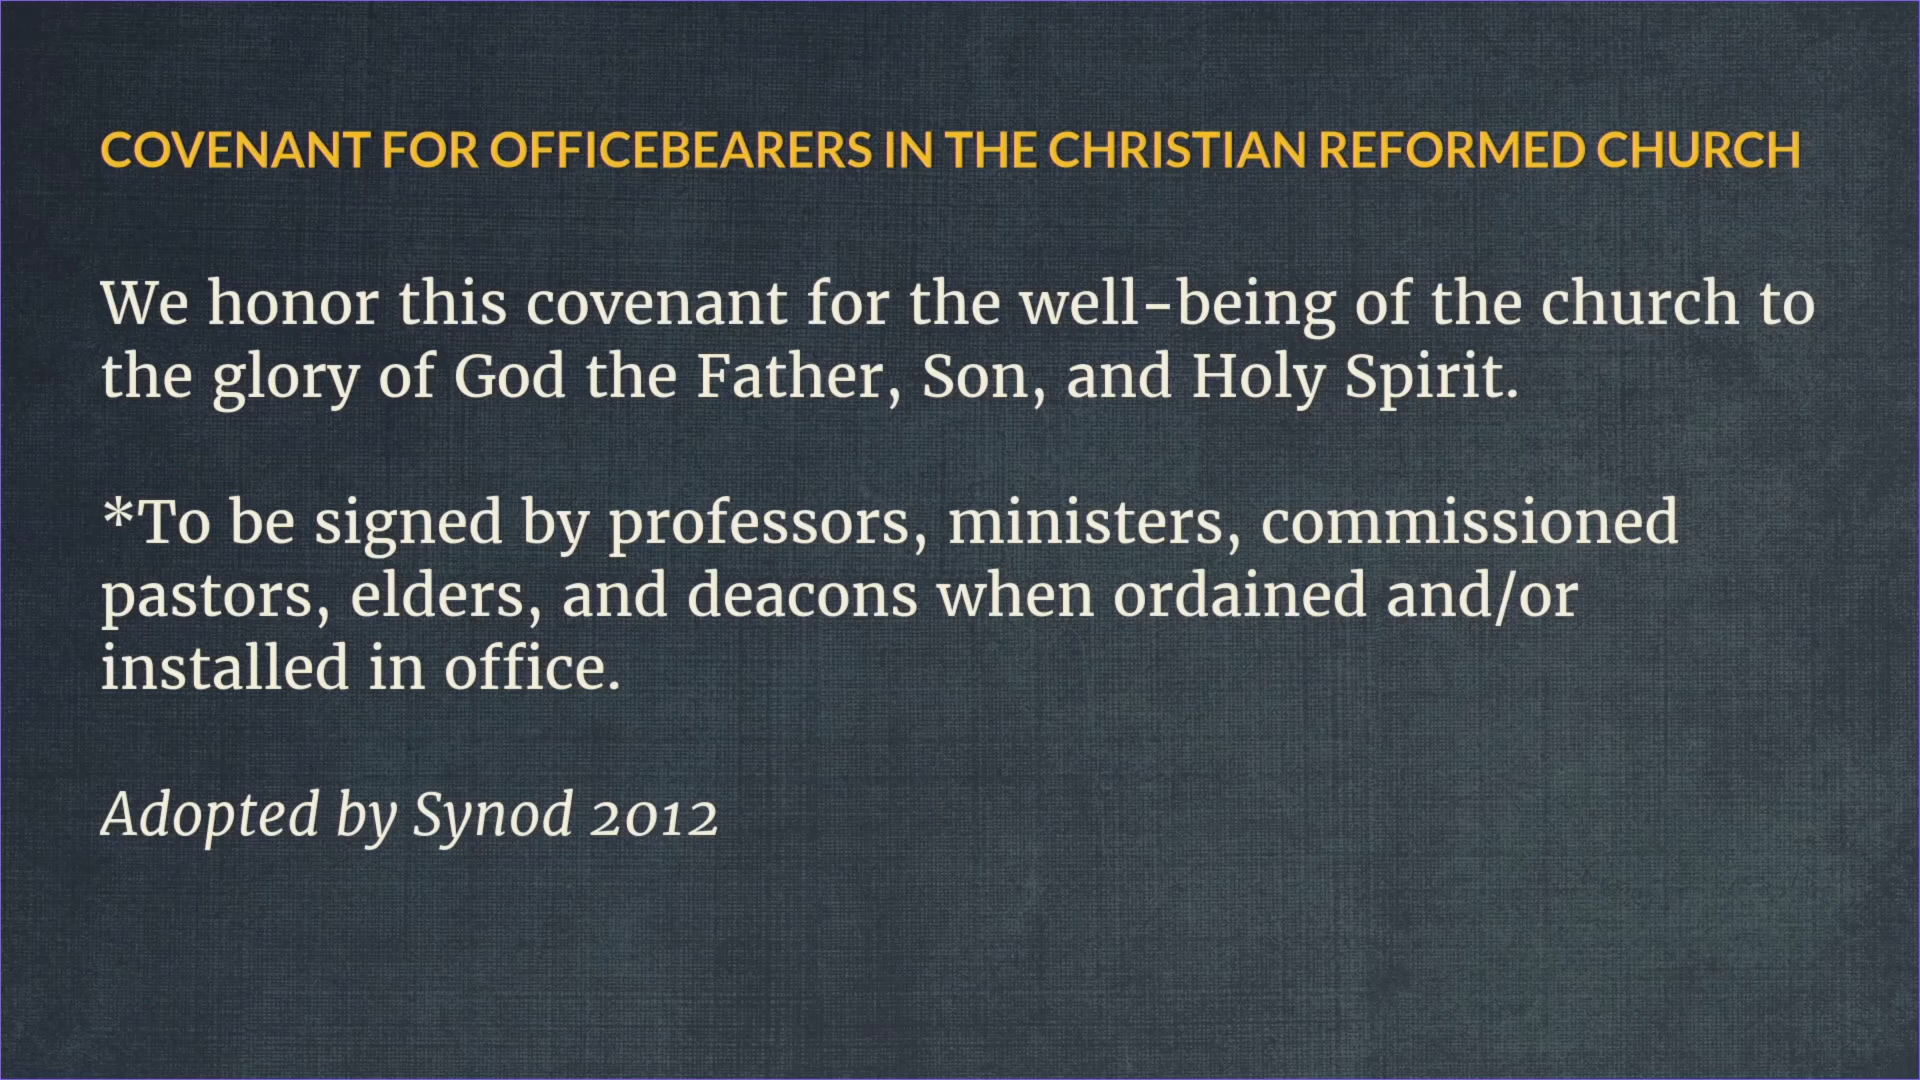 COVENANT FOR OFFICEBEARERS IN THE CHRISTIAN REFORMED CHURCH
We honor this covenant for the well-being of the church to
the glory of God the Father, Son, and Holy Spirit.
*To be signed by professors, ministers, commissioned
pastors, elders, and deacons when ordained and/or
installed in office.
Adopted by Synod 2012